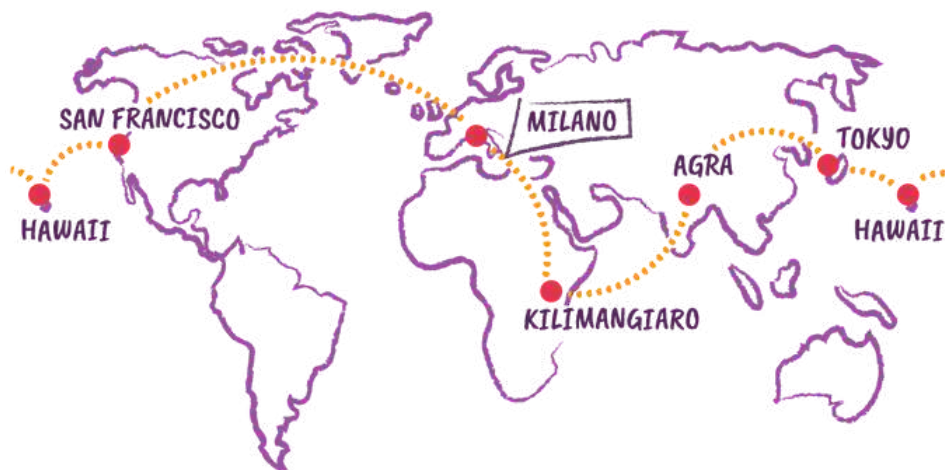 SAN FRANCISCO
MILANO
TOKYO
AGRA
HAWAII
HAWAII
KILIMANGIARO